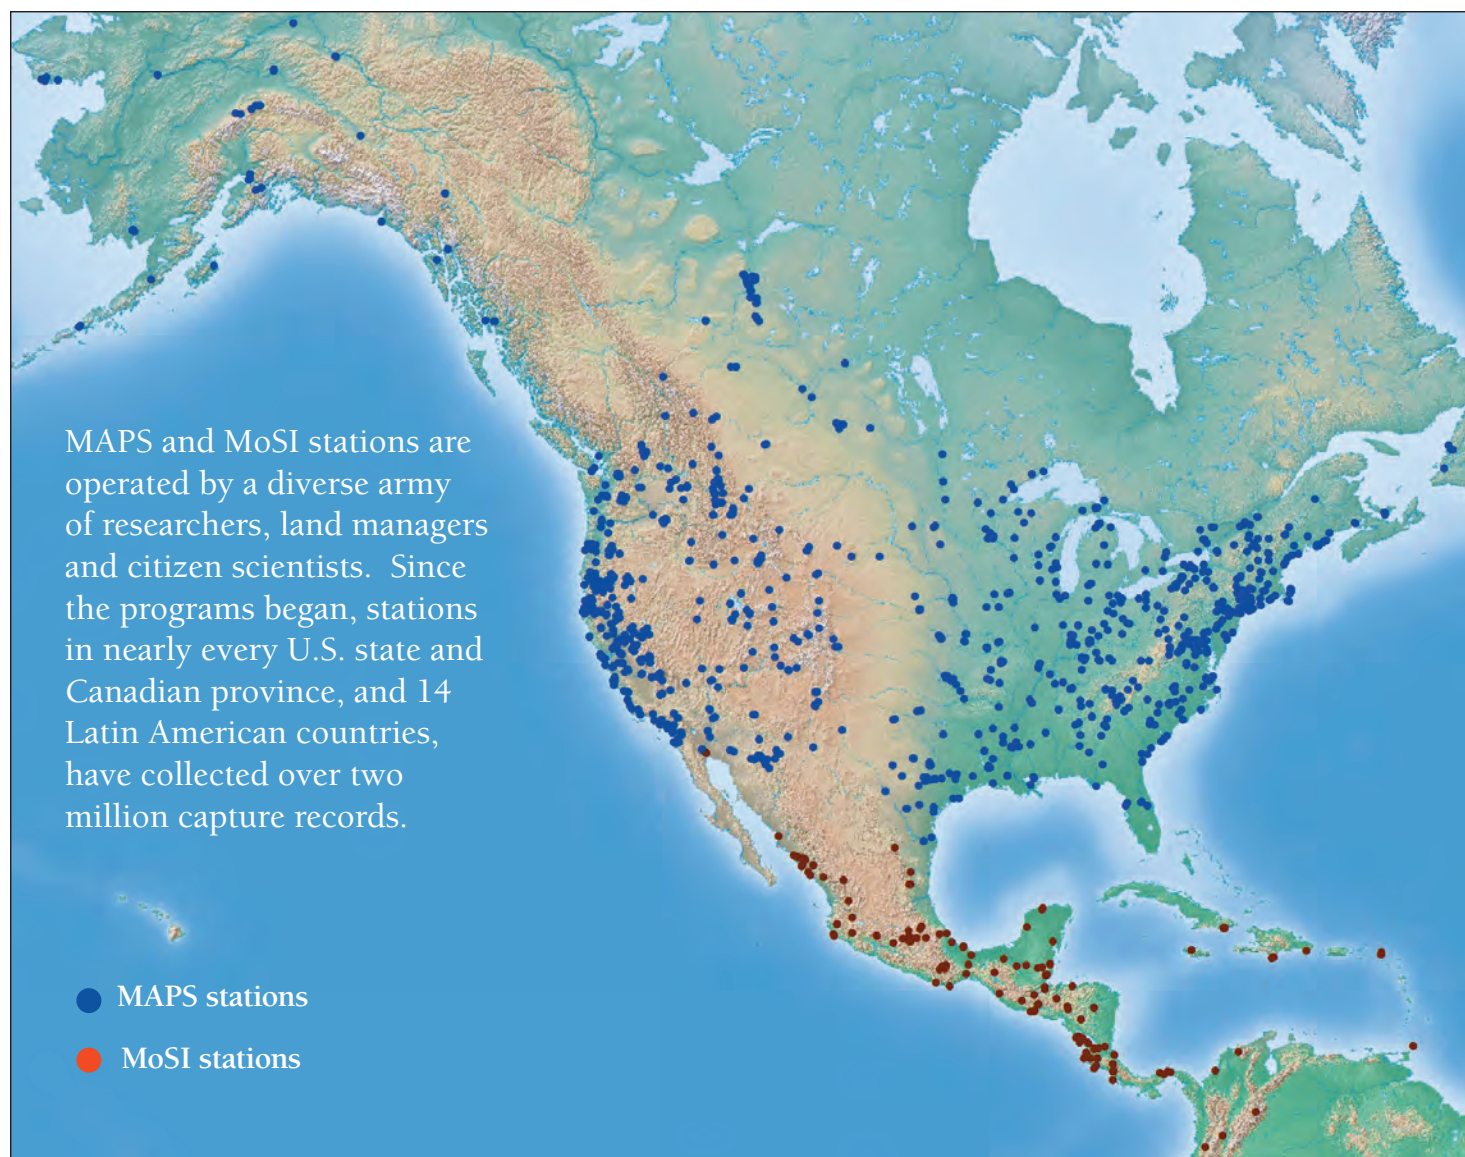 MAPS and MoSI stations are
operated by a diverse army
of researchers, land managers
and citizen scientists.  Since
the programs began, stations
in nearly every U.S. state and
Canadian province, and 14
Latin American countries,
have collected over two
million capture records.
MAPS stations
MoSI stations